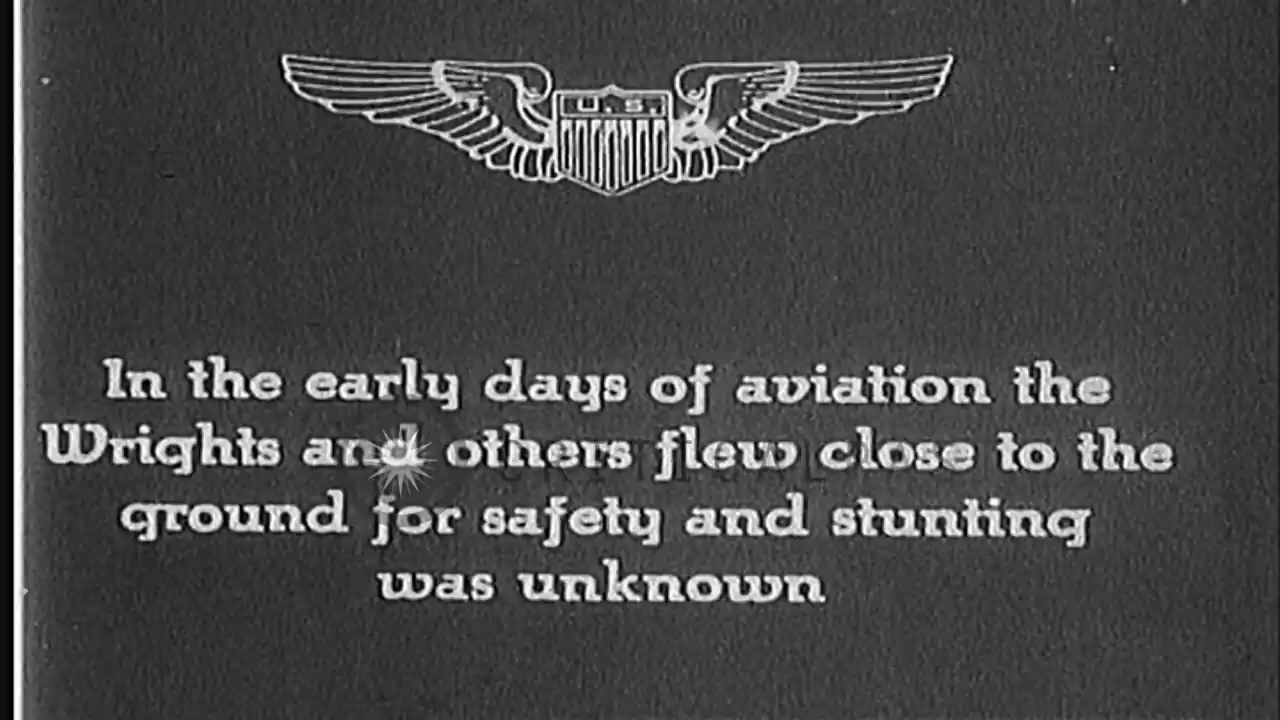 U.S.
In the early days of aviation the
Wrights and others flew close to the
ground for safety and stunting
was unknown